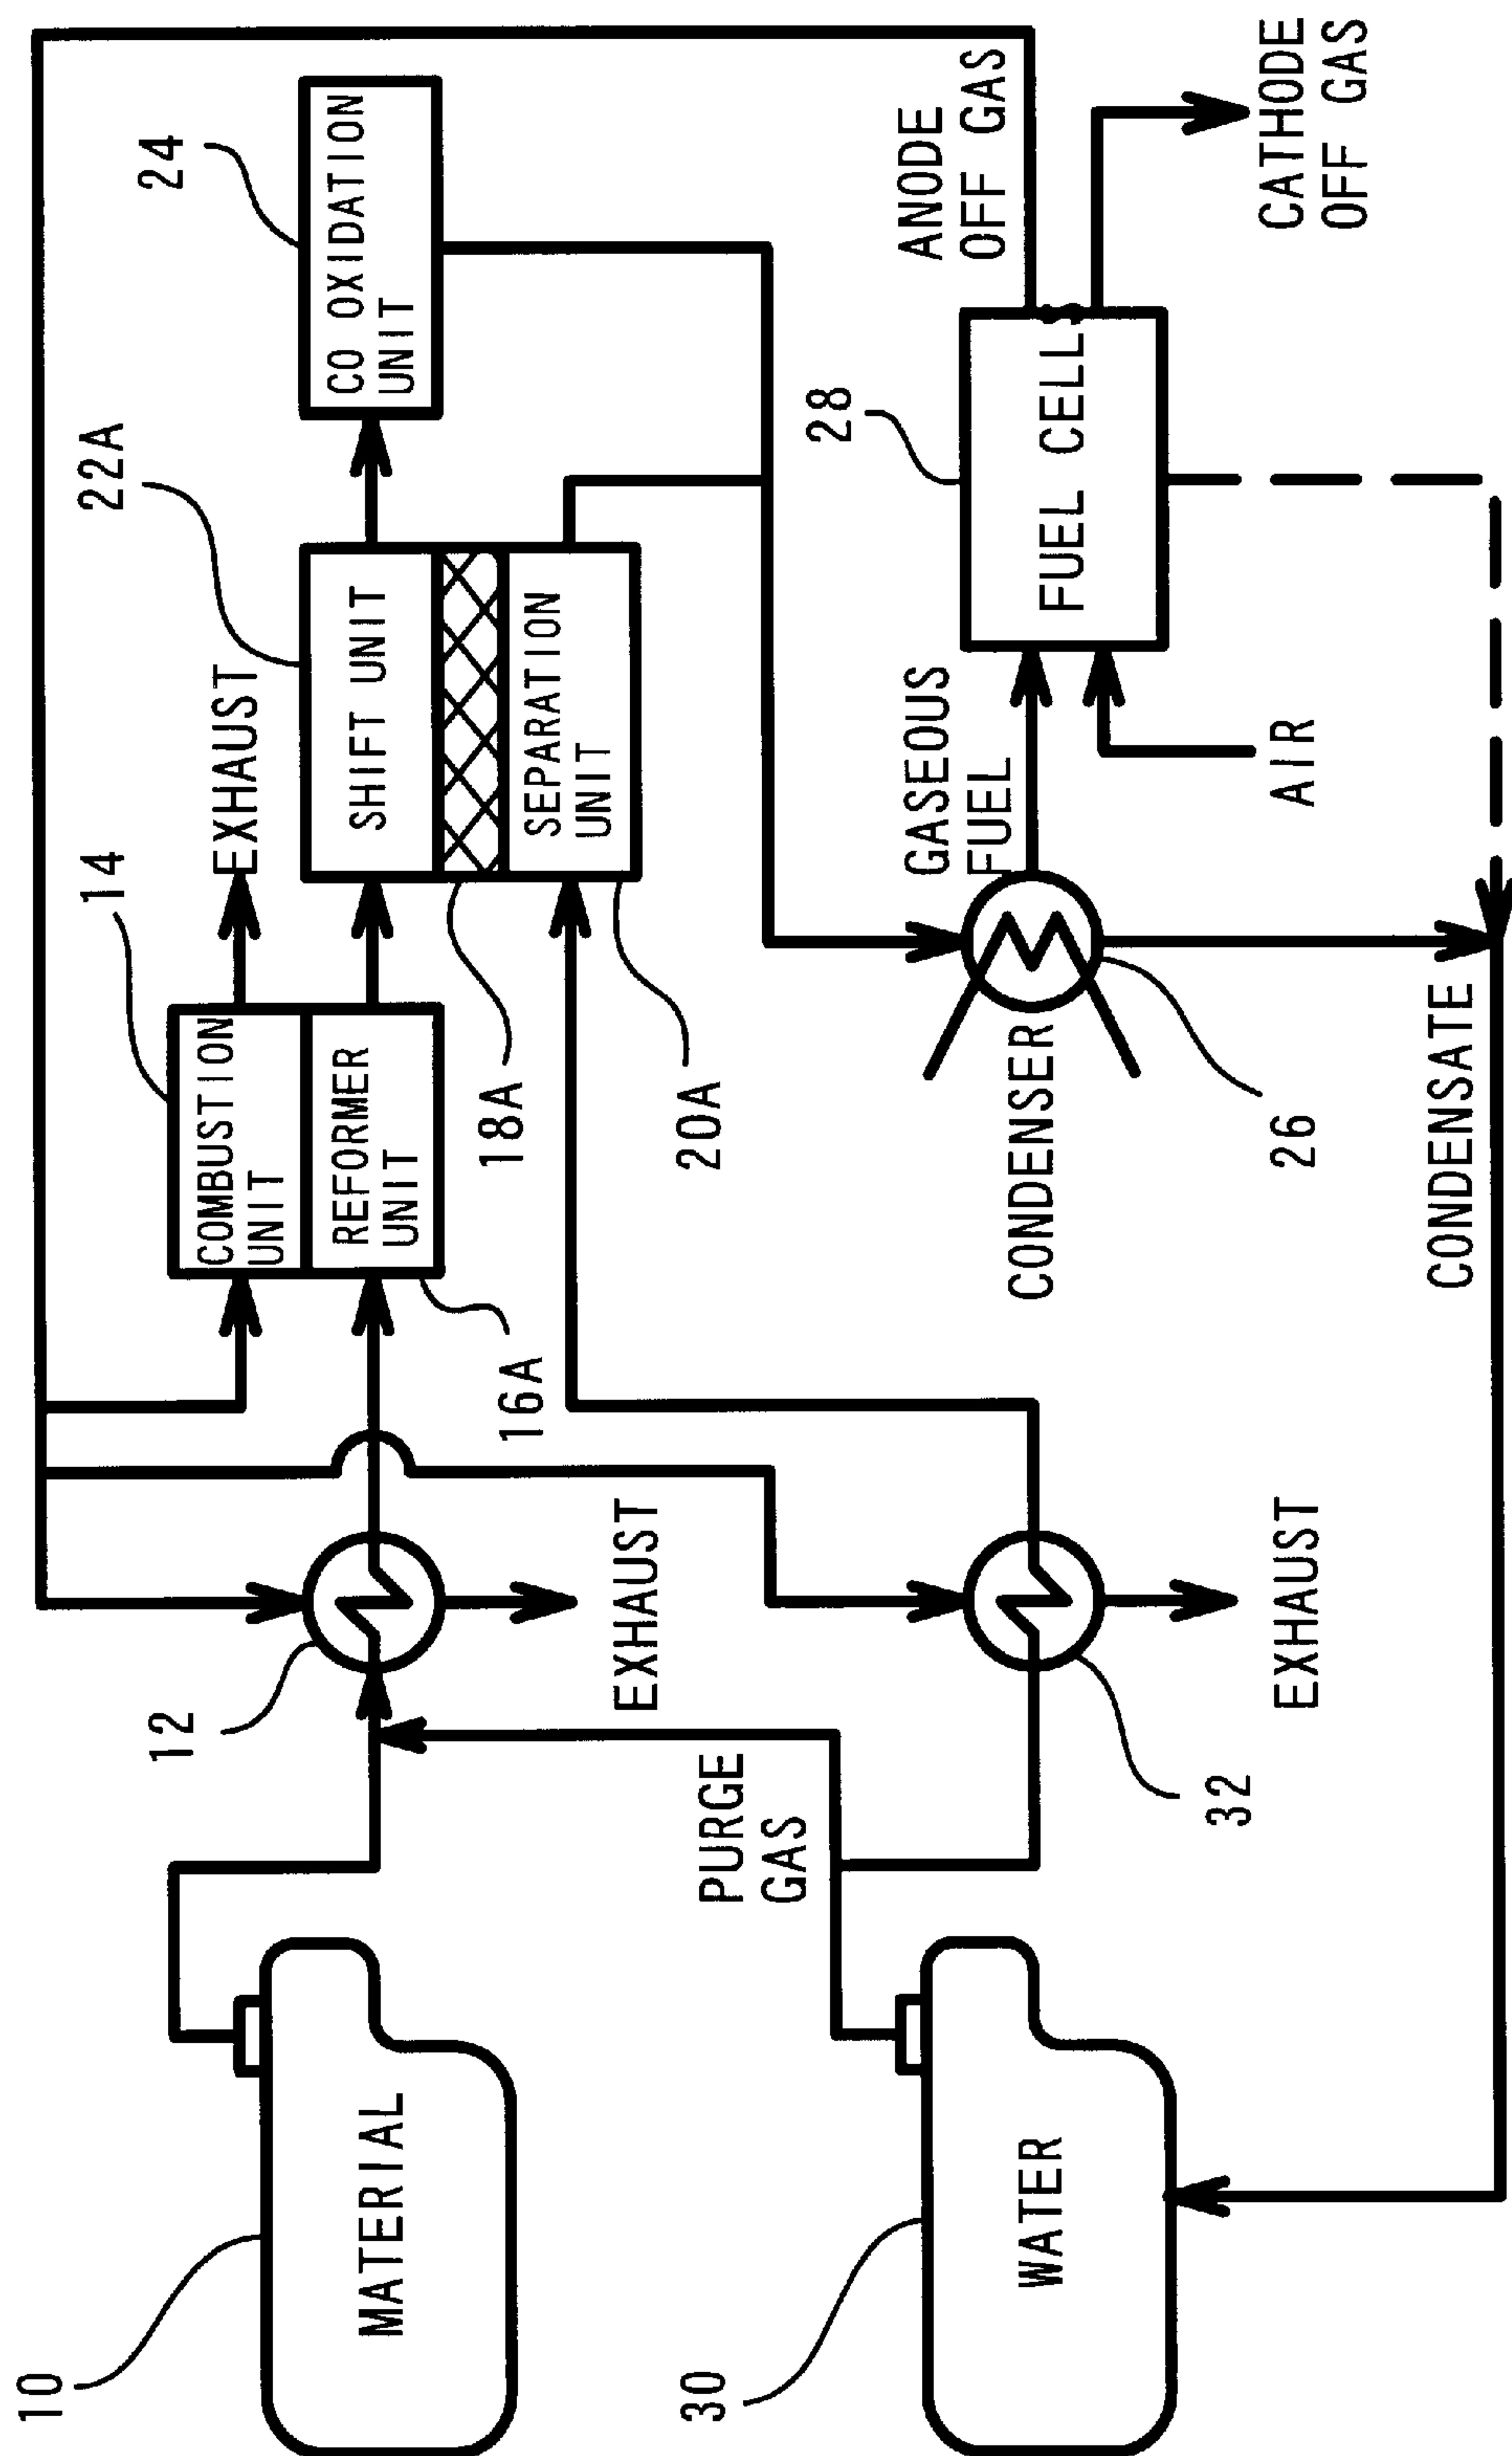 24
CO OXIDATION
UNIT
22A
SHIFT UNIT
SEPARATION
UNIT
18A
20A
14
EXHAUST
COMBUSTION
UNIT
REFORMER
UNIT
16A
12
EXHAUST
10
MATERIAL
PURGE
GAS
30
WATER
32
EXHAUST
CONDENSER
26
CONDENSATE
GASEOUS
FUEL
AIR
28
FUEL CELL
ANODE
OFF GAS
CATHODE
OFF GAS